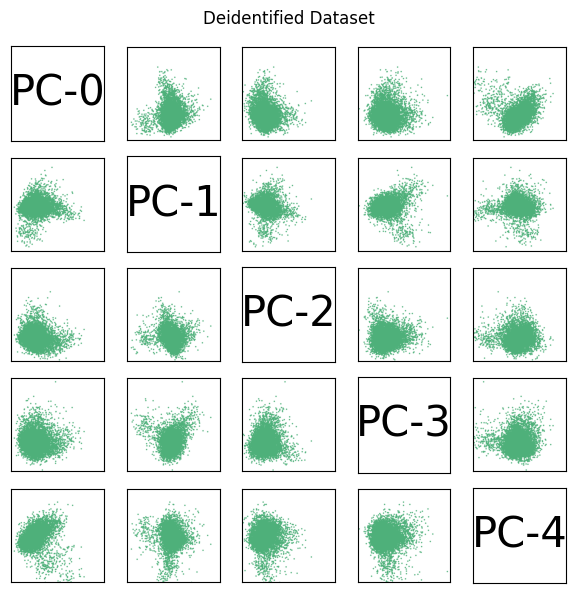 Deidentified Dataset
PC-0
PC-1
PC-2
PC-3
PC-4